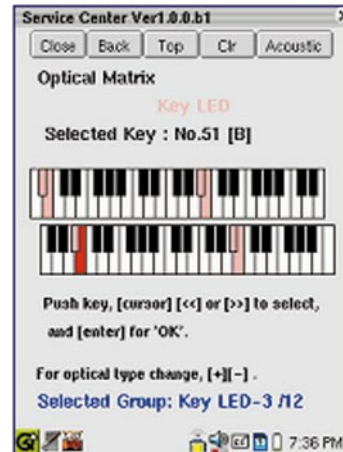 Service Center Ver1.0.0.b1
Close Back Top Clr Acoustic
Optical Matrix
Key LED
Selected Key : No.51 [B]
Push key, [cursor] [<<] or [>>] to select,
and [enter] for 'OK'.
For optical type change, [+][-] .
Selected Group: Key LED-3 /12
7:36 PM